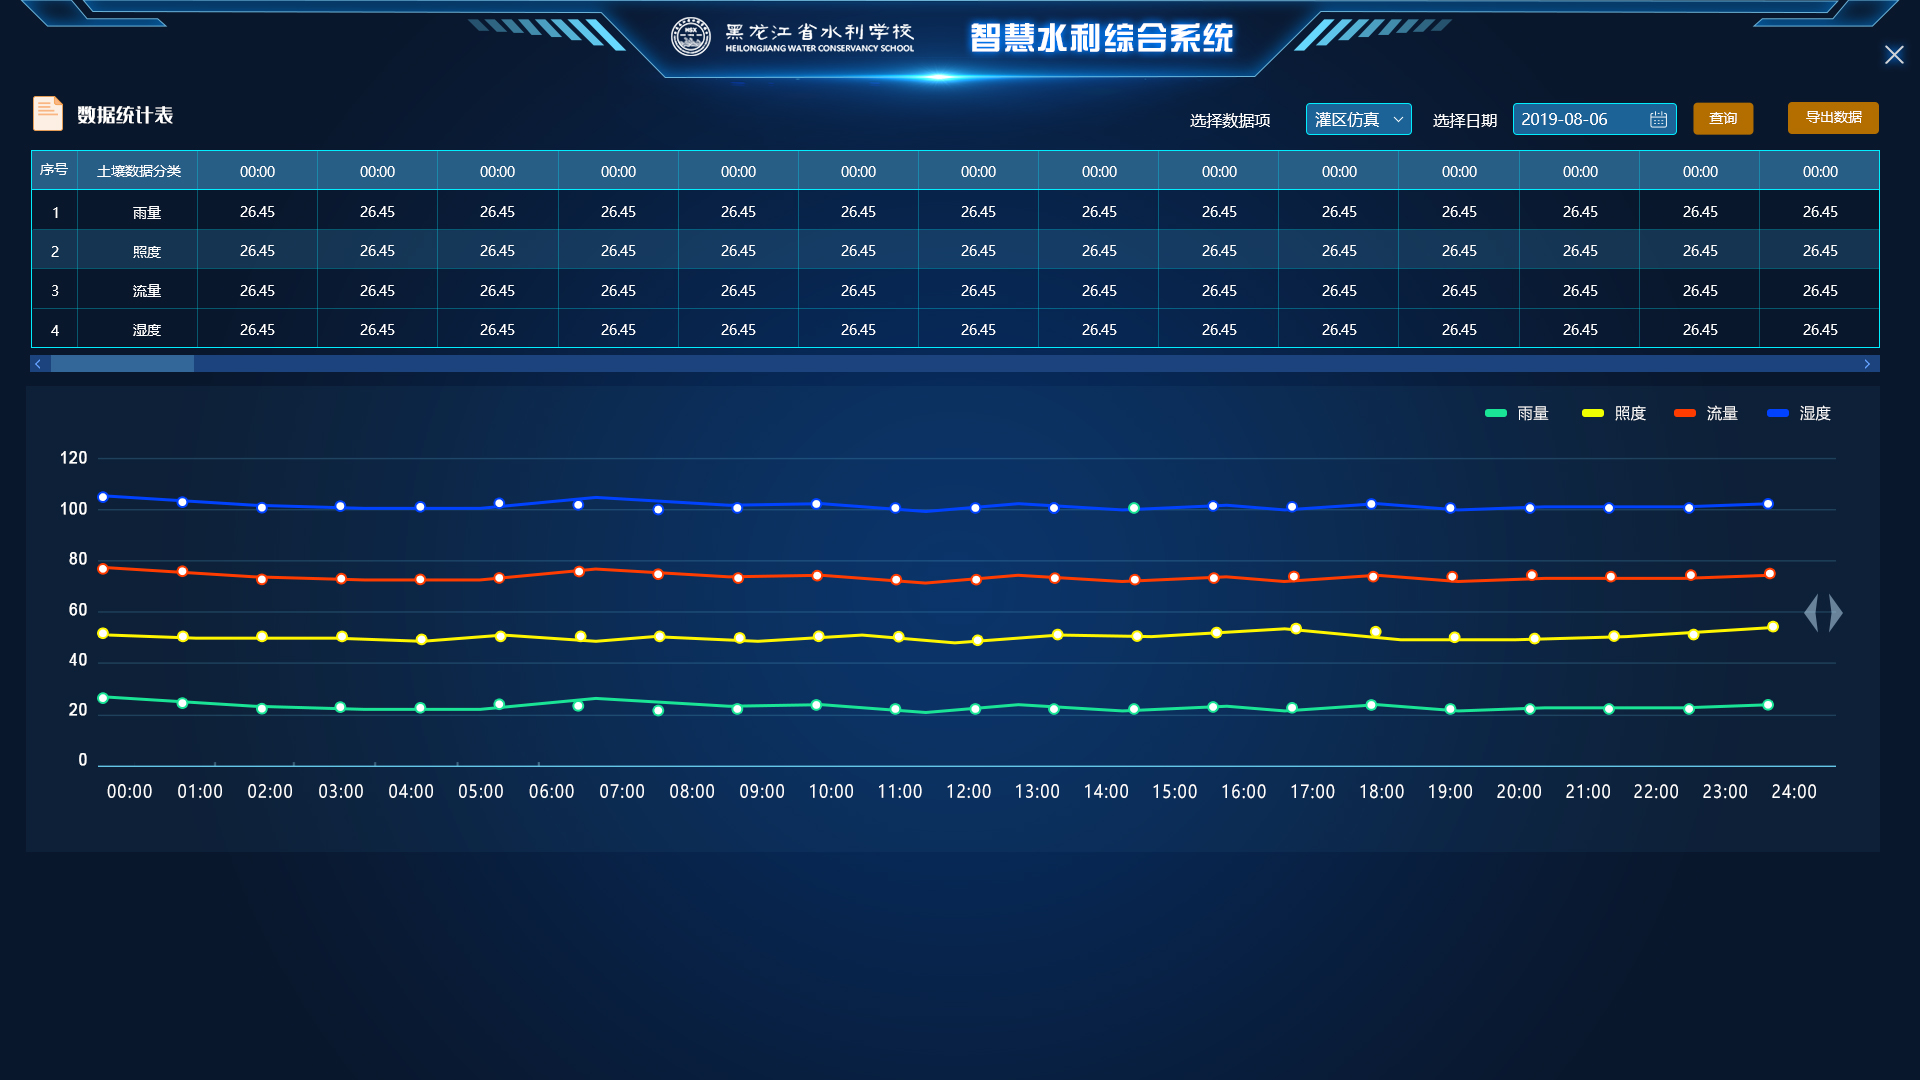 黑龙江省水利学校
HEILONGJIANG WATER CONSERVANCY SCHOOL
智慧水利综合系统
数据统计表
选择数据项 灌区仿真 选择日期 2019-08-06 查询 导出数据
序号 土壤数据分类 00:00 00:00 00:00 00:00 00:00 00:00 00:00 00:00 00:00 00:00 00:00 00:00 00:00 00:00
1 雨量 26.45 26.45 26.45 26.45 26.45 26.45 26.45 26.45 26.45 26.45 26.45 26.45 26.45 26.45
2 照度 26.45 26.45 26.45 26.45 26.45 26.45 26.45 26.45 26.45 26.45 26.45 26.45 26.45 26.45
3 流量 26.45 26.45 26.45 26.45 26.45 26.45 26.45 26.45 26.45 26.45 26.45 26.45 26.45 26.45
4 湿度 26.45 26.45 26.45 26.45 26.45 26.45 26.45 26.45 26.45 26.45 26.45 26.45 26.45 26.45
雨量 照度 流量 湿度
120
100
80
60
40
20
0
00:00 01:00 02:00 03:00 04:00 05:00 06:00 07:00 08:00 09:00 10:00 11:00 12:00 13:00 14:00 15:00 16:00 17:00 18:00 19:00 20:00 21:00 22:00 23:00 24:00